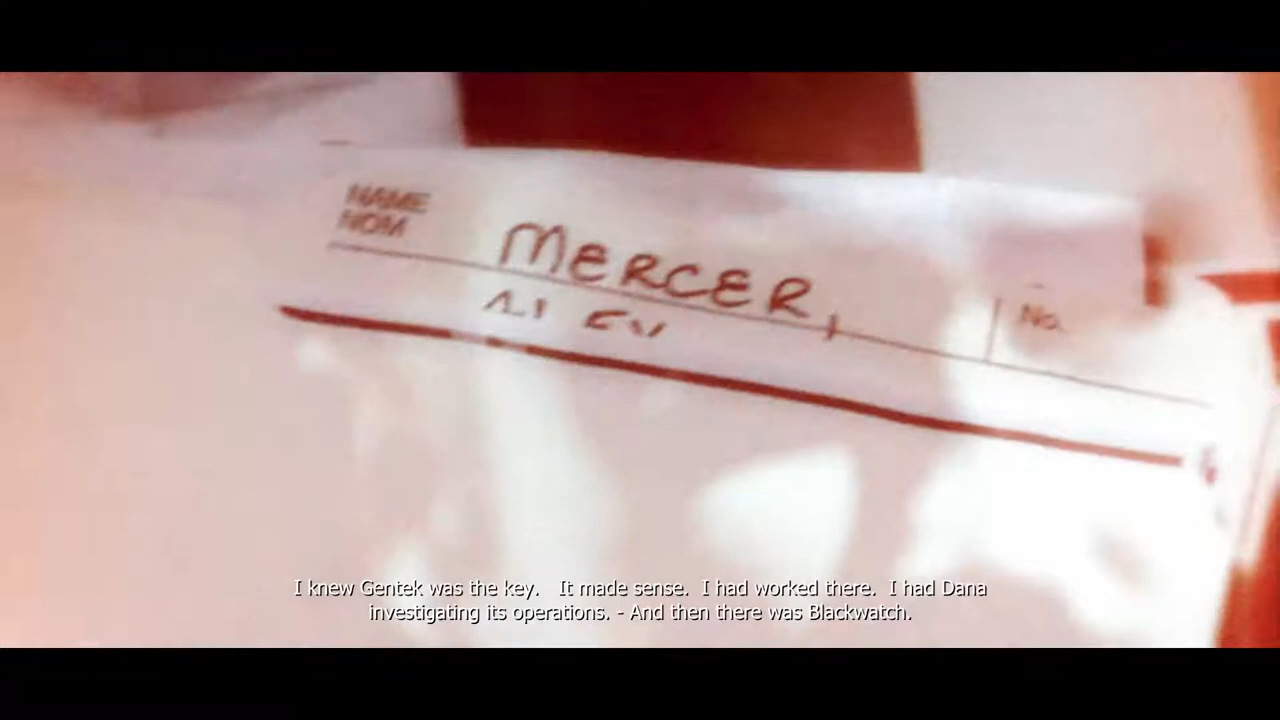 NAME
NOM
MERCER,
No.
I knew Gentek was the key. It made sense. I had worked there. I had Dana
investigating its operations. - And then there was Blackwatch.